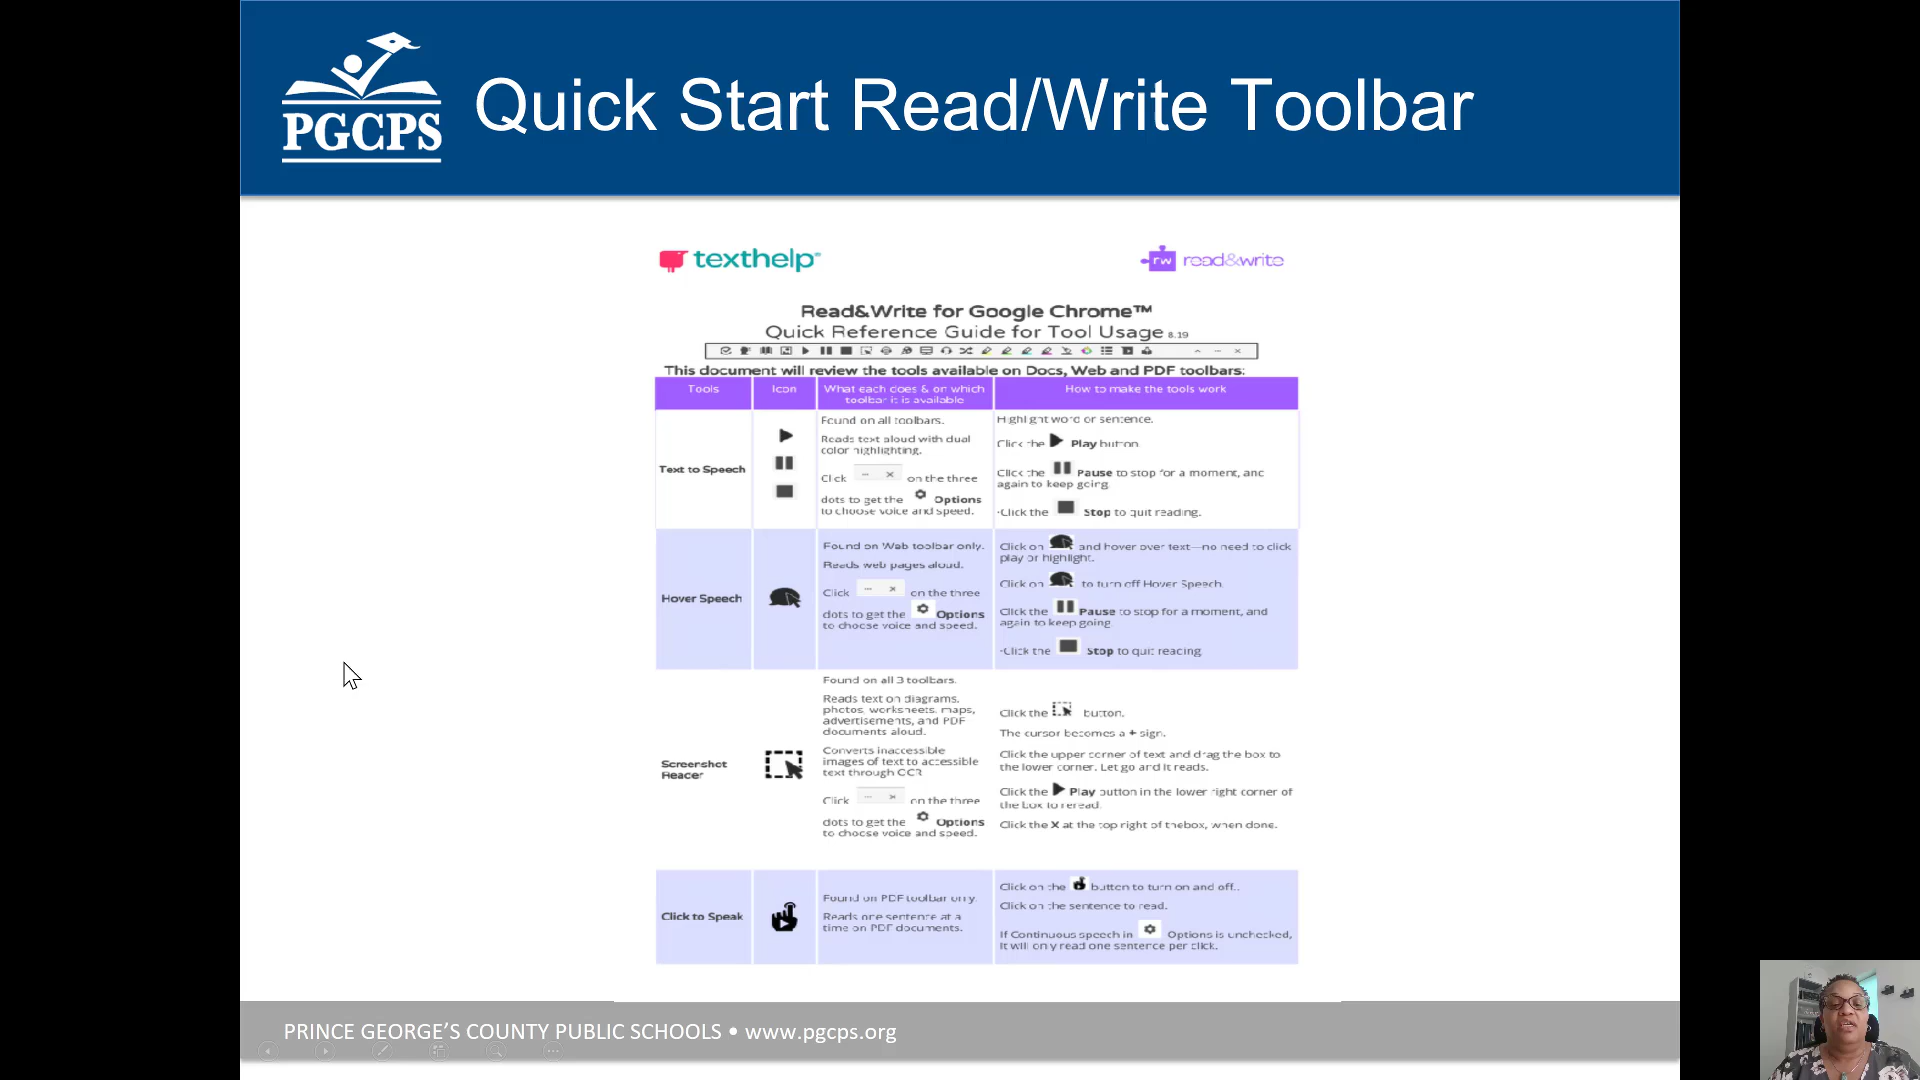 PGCPS
Quick Start Read/Write Toolbar
texthelp®
rw read&write
Read&Write for Google Chrome™
Quick Reference Guide for Tool Usage 8.19
This document will review the tools available on Docs, Web and PDF toolbars:
Tools
Icon
What each does & on which
toolbar it is available
How to make the tools work
Text to Speech
Found on all toolbars.
Reads text aloud with dual
color highlighting.
Click on the three
dots to get the Options
to choose voice and speed.
Highlight word or sentence.
Click the Play button.
Click the Pause to stop for a moment, and
again to keep going.
·Click the Stop to quit reading.
Hover Speech
Found on Web toolbar only.
Reads web pages aloud.
Click on the three
dots to get the Options
to choose voice and speed.
Click on and hover over text—no need to click
play or highlight.
Click on to turn off Hover Speech.
Click the Pause to stop for a moment, and
again to keep going.
·Click the Stop to quit reading
Screenshot
Reader
Found on all 3 toolbars.
Reads text on diagrams,
photos, worksheets, maps,
advertisements, and PDF
documents aloud.
Converts inaccessible
images of text to accessible
text through OCR
Click on the three
dots to get the Options
to choose voice and speed.
Click the button.
The cursor becomes a + sign.
Click the upper corner of text and drag the box to
the lower corner. Let go and it reads.
Click the Play button in the lower right corner of
the box to reread.
Click the X at the top right of thebox, when done.
Click to Speak
Found on PDF toolbar only.
Reads one sentence at a
time on PDF documents.
Click on the button to turn on and off..
Click on the sentence to read.
If Continuous speech in Options is unchecked,
it will only read one sentence per click.
PRINCE GEORGE’S COUNTY PUBLIC SCHOOLS • www.pgcps.org